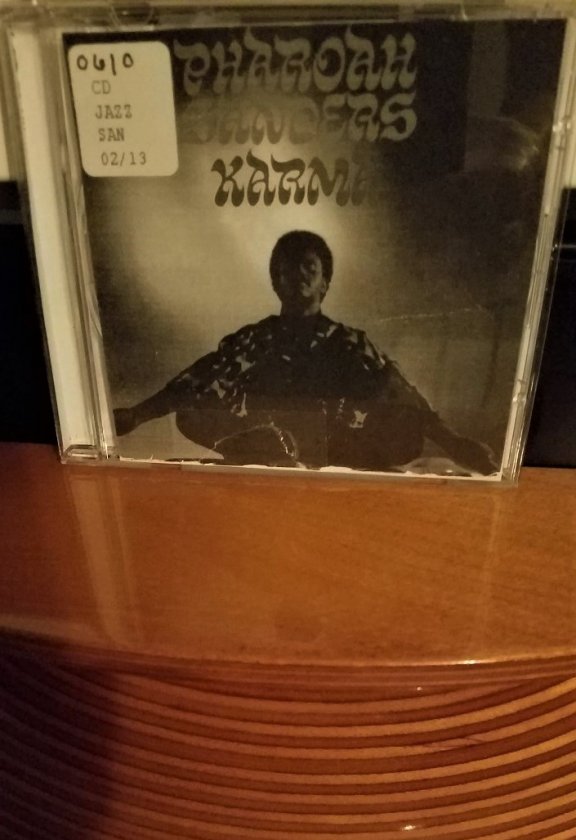 0610
CD
JAZZ
SAN
02/13
PHAROAH
SANDERS
KARMA